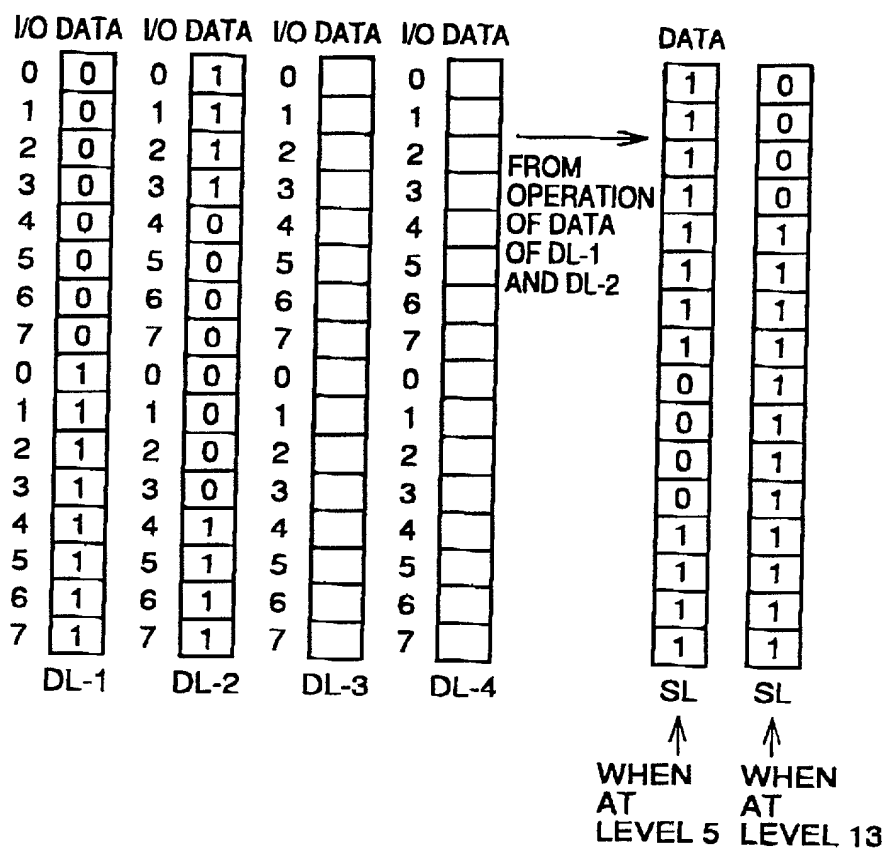 I/O DATA I/O DATA I/O DATA I/O DATA DATA
0 0 0 1 0 0 1 0
1 0 1 1 1 1 1 0
2 0 2 1 2 2 1 0
3 0 3 1 3 3 1 0
4 0 4 0 4 4 1 1
5 0 5 0 5 5 1 1
6 0 6 0 6 6 1 1
7 0 7 0 7 7 1 1
0 1 0 0 0 0 0 1
1 1 1 0 1 1 0 1
2 1 2 0 2 2 0 1
3 1 3 0 3 3 0 1
4 1 4 1 4 4 1 1
5 1 5 1 5 5 1 1
6 1 6 1 6 6 1 1
7 1 7 1 7 7 1 1
FROM
OPERATION
OF DATA
OF DL-1
AND DL-2
DL-1 DL-2 DL-3 DL-4 SL SL
WHEN
AT
LEVEL 5
WHEN
AT
LEVEL 13